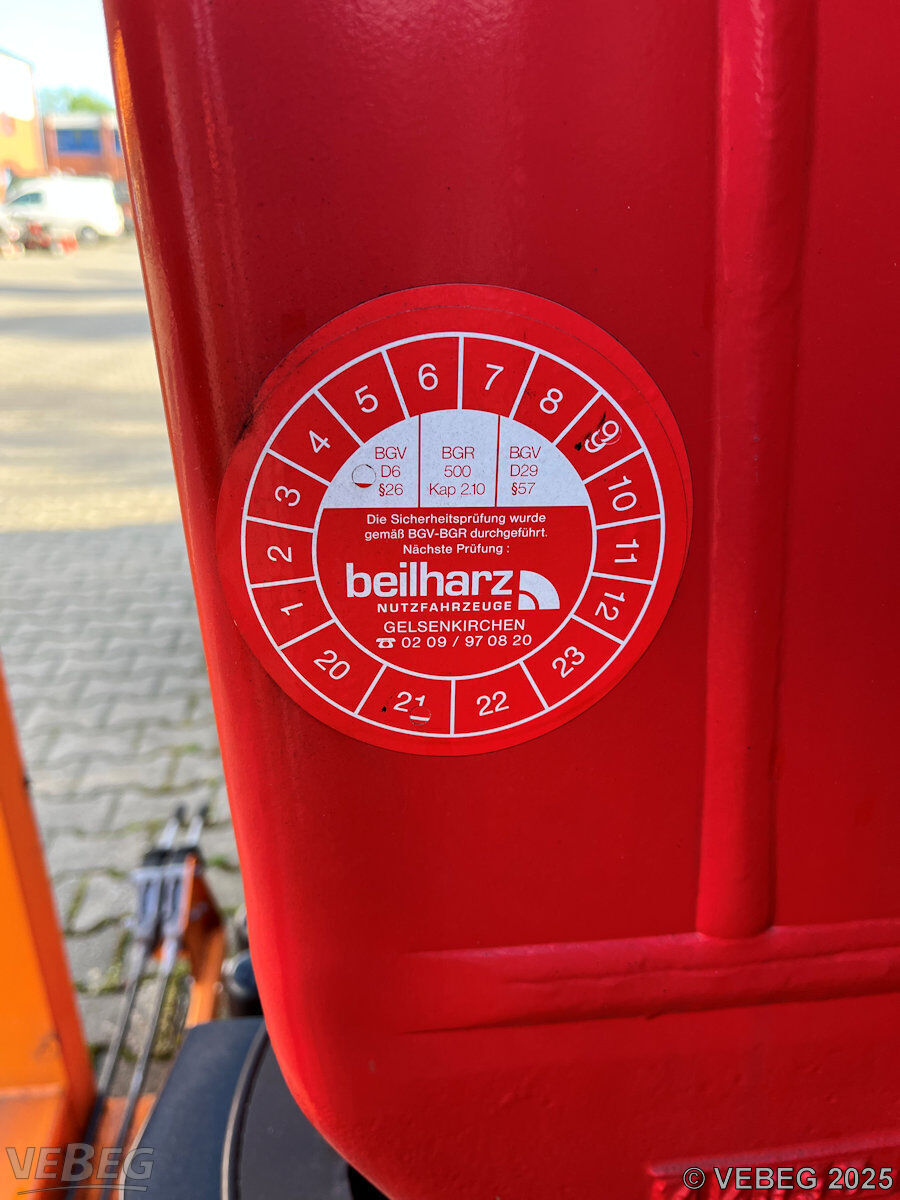 1
2
3
4
5
6
7
8
9
10
11
12
20
21
22
23
BGV
D6
§26
BGR
500
Kap 2.10
BGV
D29
§57
Die Sicherheitsprüfung wurde
gemäß BGV-BGR durchgeführt.
Nächste Prüfung :
beilharz
NUTZFAHRZEUGE
GELSENKIRCHEN
☎ 02 09 / 97 08 20
VEBEG
© VEBEG 2025